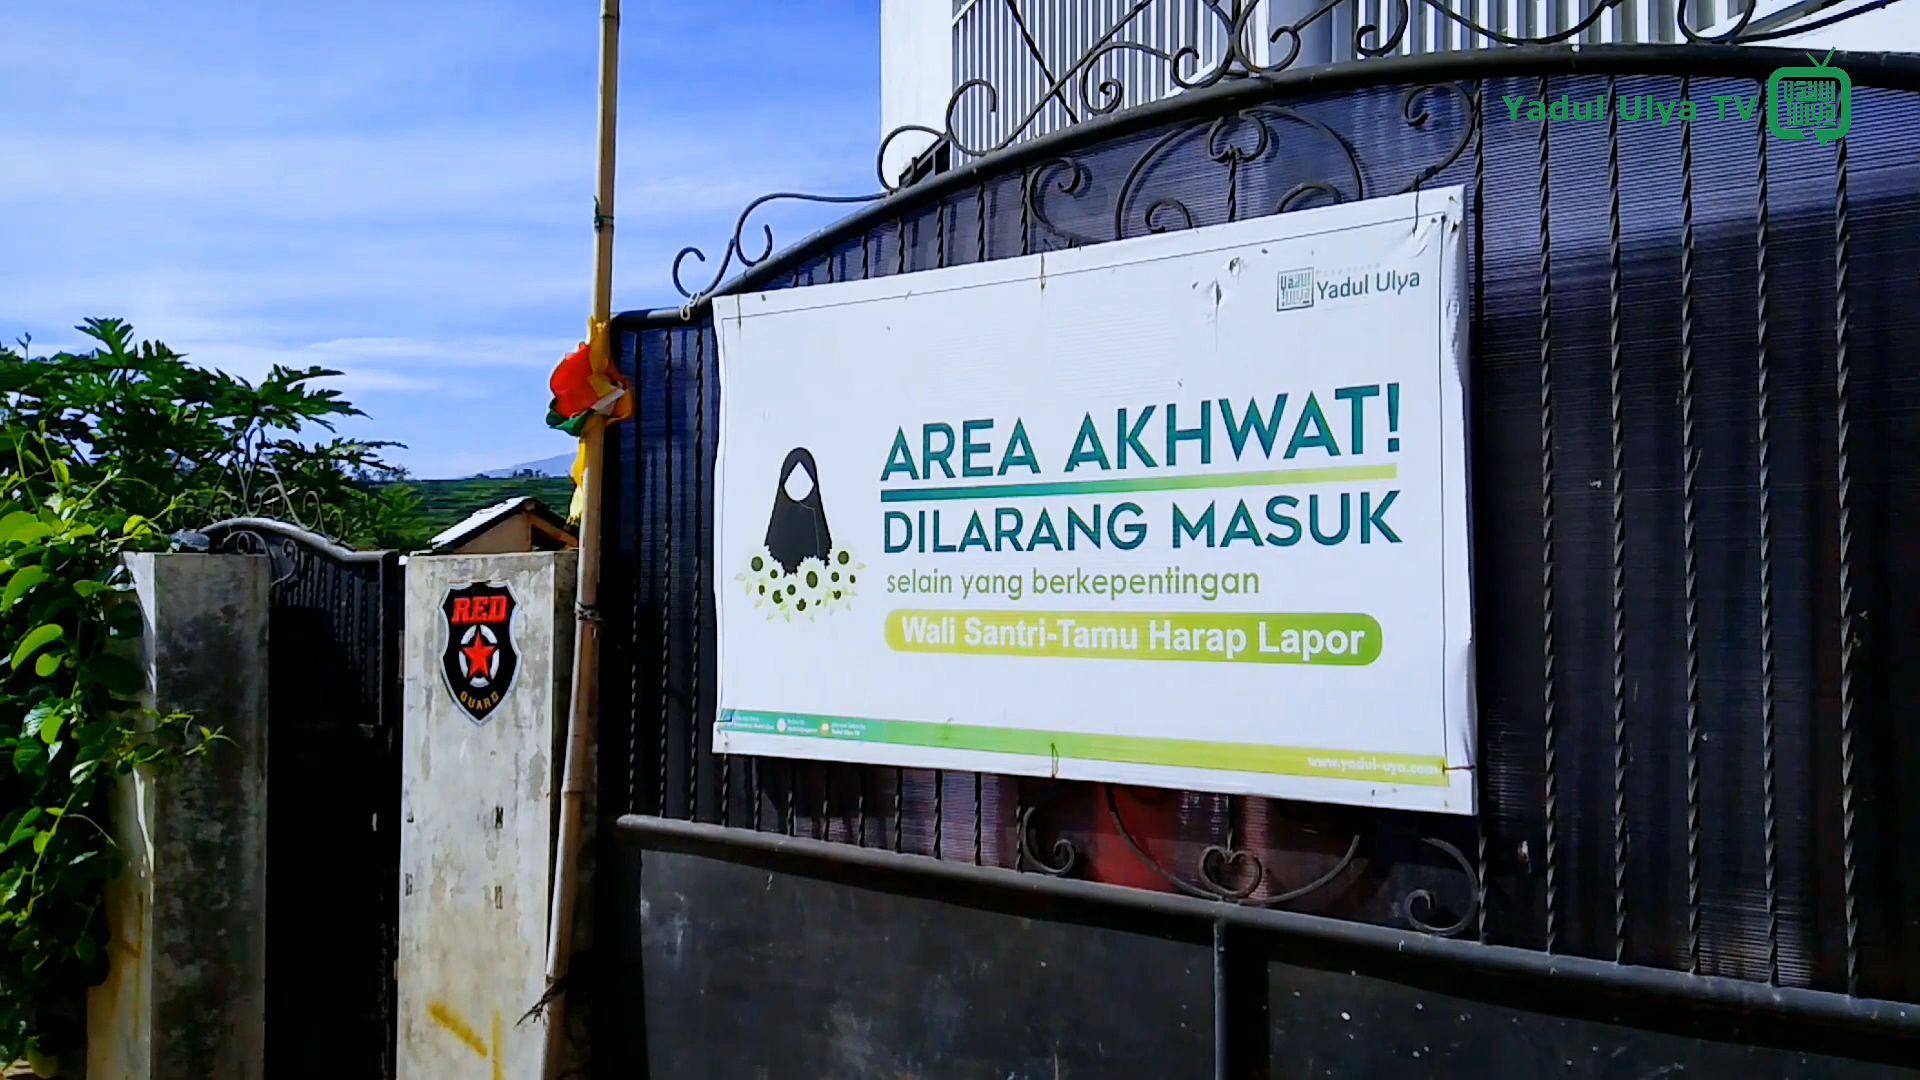 Yadul Ulya TV
Yadul Ulya
AREA AKHWAT!
DILARANG MASUK
selain yang berkepentingan
Wali Santri-Tamu Harap Lapor
www.yadul-uya.com
RED
GUARD